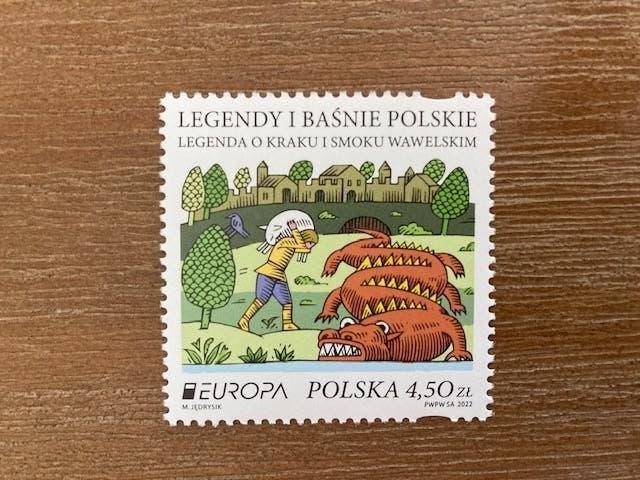 LEGENDY I BAŚNIE POLSKIE
LEGENDA O KRAKU I SMOKU WAWELSKIM
EUROPA POLSKA 4,50 ZŁ
M. JĘDRYSIK PWPW SA 2022